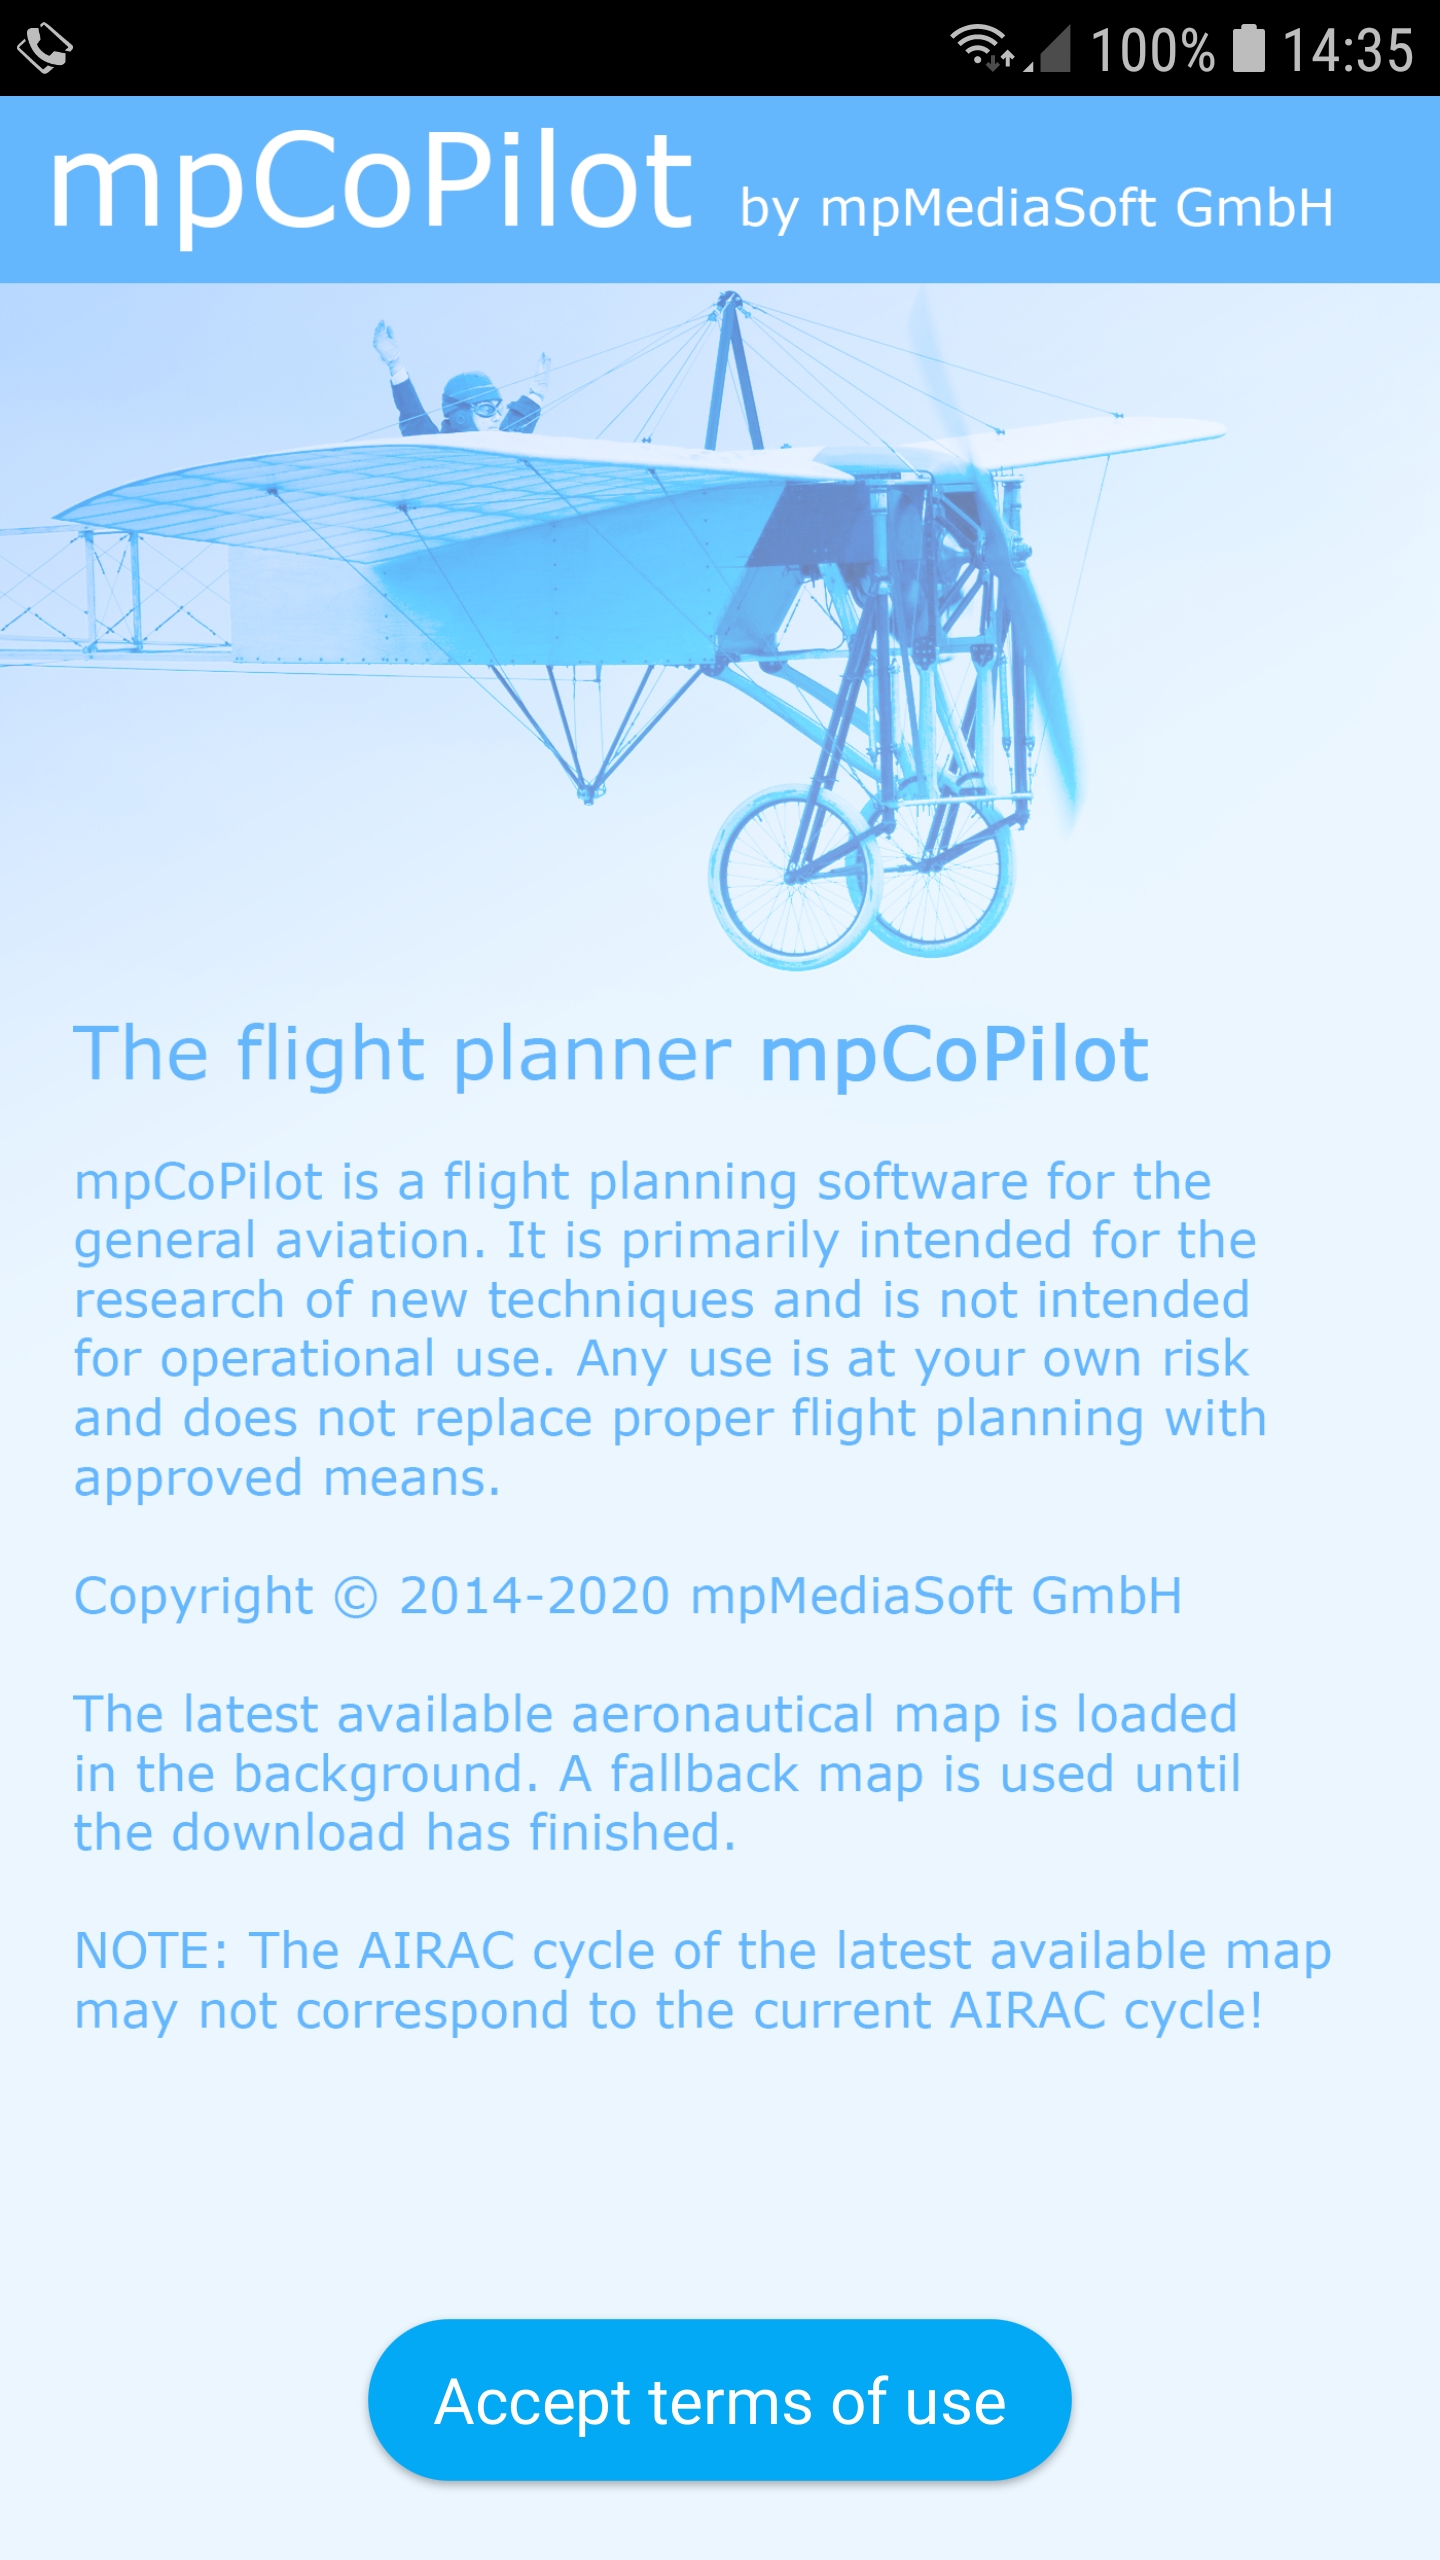 100% 14:35
mpCoPilot by mpMediaSoft GmbH
The flight planner mpCoPilot
mpCoPilot is a flight planning software for the
general aviation. It is primarily intended for the
research of new techniques and is not intended
for operational use. Any use is at your own risk
and does not replace proper flight planning with
approved means.
Copyright © 2014-2020 mpMediaSoft GmbH
The latest available aeronautical map is loaded
in the background. A fallback map is used until
the download has finished.
NOTE: The AIRAC cycle of the latest available map
may not correspond to the current AIRAC cycle!
Accept terms of use